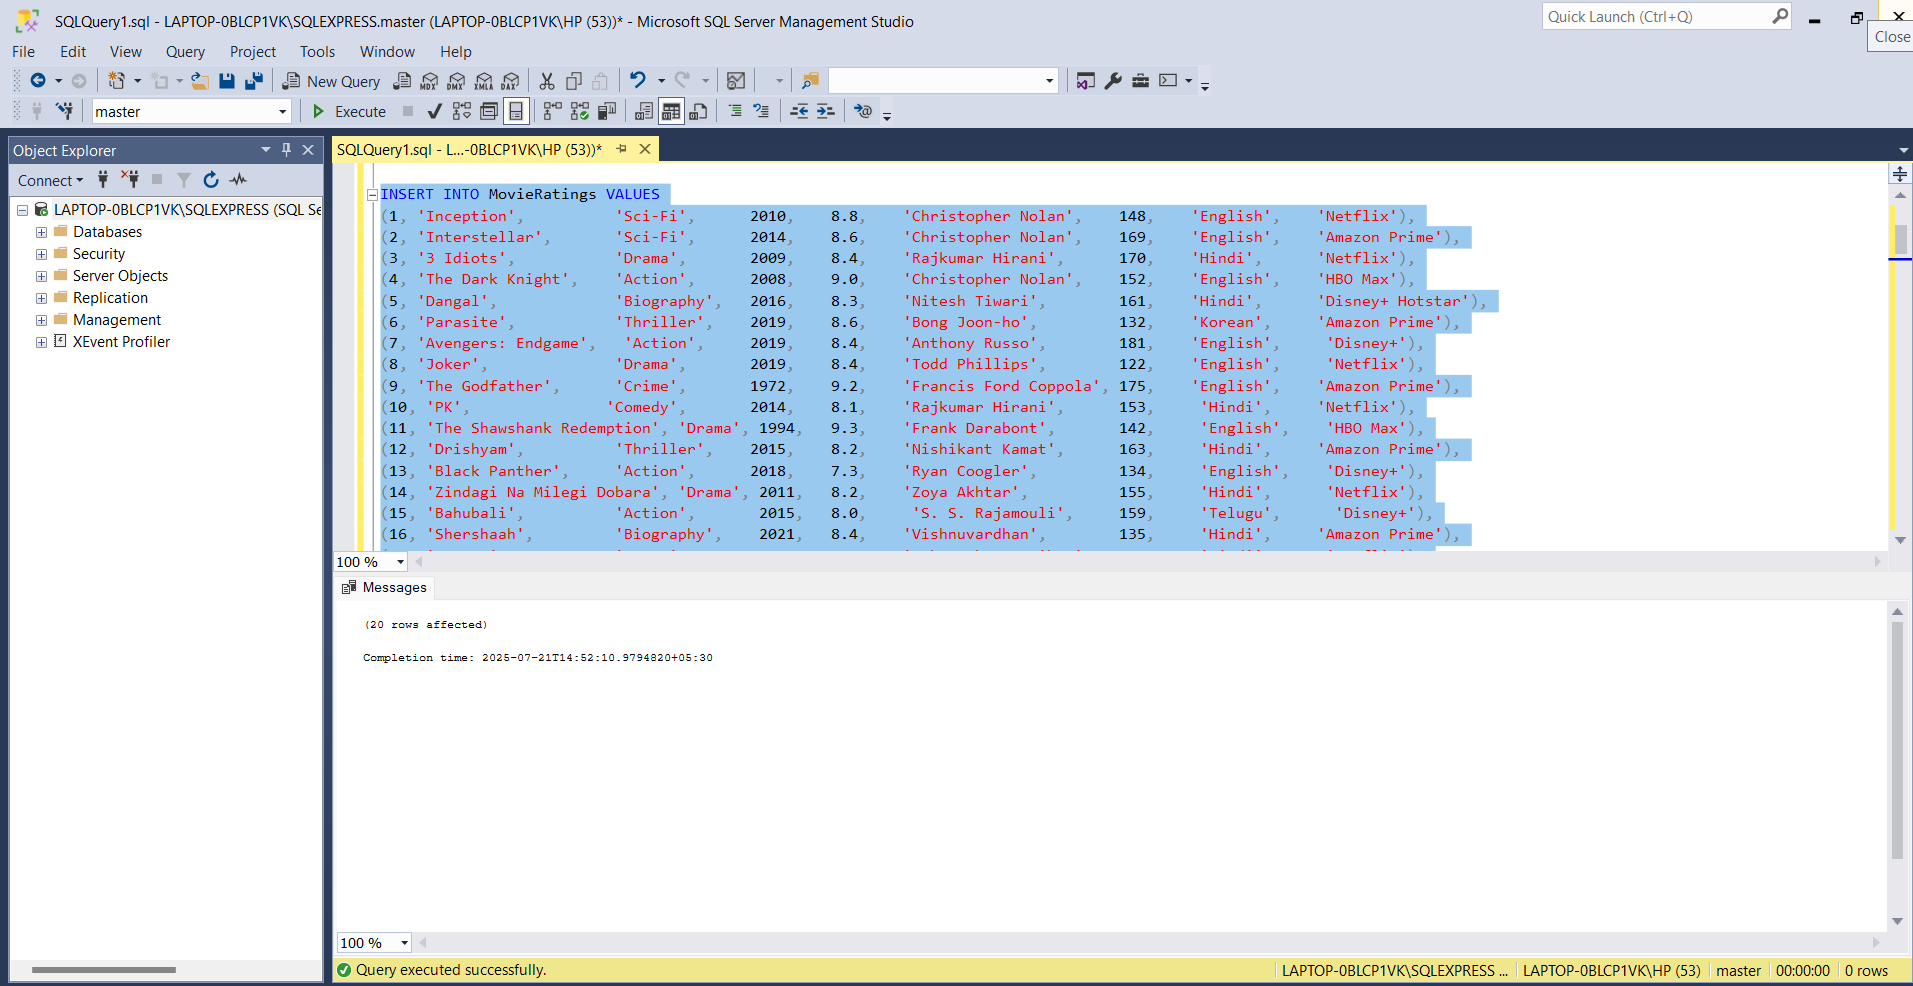 SQLQuery1.sql - LAPTOP-0BLCP1VK\SQLEXPRESS.master (LAPTOP-0BLCP1VK\HP (53))* - Microsoft SQL Server Management Studio
Quick Launch (Ctrl+Q)
Close
File Edit View Query Project Tools Window Help
New Query MDX DMX XMLA DAX
master Execute
Object Explorer
SQLQuery1.sql - L...-0BLCP1VK\HP (53))*
Connect
LAPTOP-0BLCP1VK\SQLEXPRESS (SQL Se
Databases
Security
Server Objects
Replication
Management
XEvent Profiler
INSERT INTO MovieRatings VALUES
(1, 'Inception', 'Sci-Fi', 2010, 8.8, 'Christopher Nolan', 148, 'English', 'Netflix'),
(2, 'Interstellar', 'Sci-Fi', 2014, 8.6, 'Christopher Nolan', 169, 'English', 'Amazon Prime'),
(3, '3 Idiots', 'Drama', 2009, 8.4, 'Rajkumar Hirani', 170, 'Hindi', 'Netflix'),
(4, 'The Dark Knight', 'Action', 2008, 9.0, 'Christopher Nolan', 152, 'English', 'HBO Max'),
(5, 'Dangal', 'Biography', 2016, 8.3, 'Nitesh Tiwari', 161, 'Hindi', 'Disney+ Hotstar'),
(6, 'Parasite', 'Thriller', 2019, 8.6, 'Bong Joon-ho', 132, 'Korean', 'Amazon Prime'),
(7, 'Avengers: Endgame', 'Action', 2019, 8.4, 'Anthony Russo', 181, 'English', 'Disney+'),
(8, 'Joker', 'Drama', 2019, 8.4, 'Todd Phillips', 122, 'English', 'Netflix'),
(9, 'The Godfather', 'Crime', 1972, 9.2, 'Francis Ford Coppola', 175, 'English', 'Amazon Prime'),
(10, 'PK', 'Comedy', 2014, 8.1, 'Rajkumar Hirani', 153, 'Hindi', 'Netflix'),
(11, 'The Shawshank Redemption', 'Drama', 1994, 9.3, 'Frank Darabont', 142, 'English', 'HBO Max'),
(12, 'Drishyam', 'Thriller', 2015, 8.2, 'Nishikant Kamat', 163, 'Hindi', 'Amazon Prime'),
(13, 'Black Panther', 'Action', 2018, 7.3, 'Ryan Coogler', 134, 'English', 'Disney+'),
(14, 'Zindagi Na Milegi Dobara', 'Drama', 2011, 8.2, 'Zoya Akhtar', 155, 'Hindi', 'Netflix'),
(15, 'Bahubali', 'Action', 2015, 8.0, 'S. S. Rajamouli', 159, 'Telugu', 'Disney+'),
(16, 'Shershaah', 'Biography', 2021, 8.4, 'Vishnuvardhan', 135, 'Hindi', 'Amazon Prime'),
100 %
Messages
(20 rows affected)
Completion time: 2025-07-21T14:52:10.9794820+05:30
100 %
Query executed successfully. LAPTOP-0BLCP1VK\SQLEXPRESS ... LAPTOP-0BLCP1VK\HP (53) master 00:00:00 0 rows